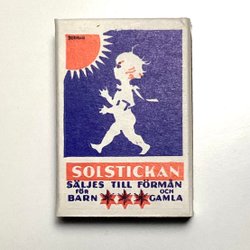 SOLSTICKAN
SÄLJES TILL FÖRMÅN
FÖR OCH
BARN GAMLA